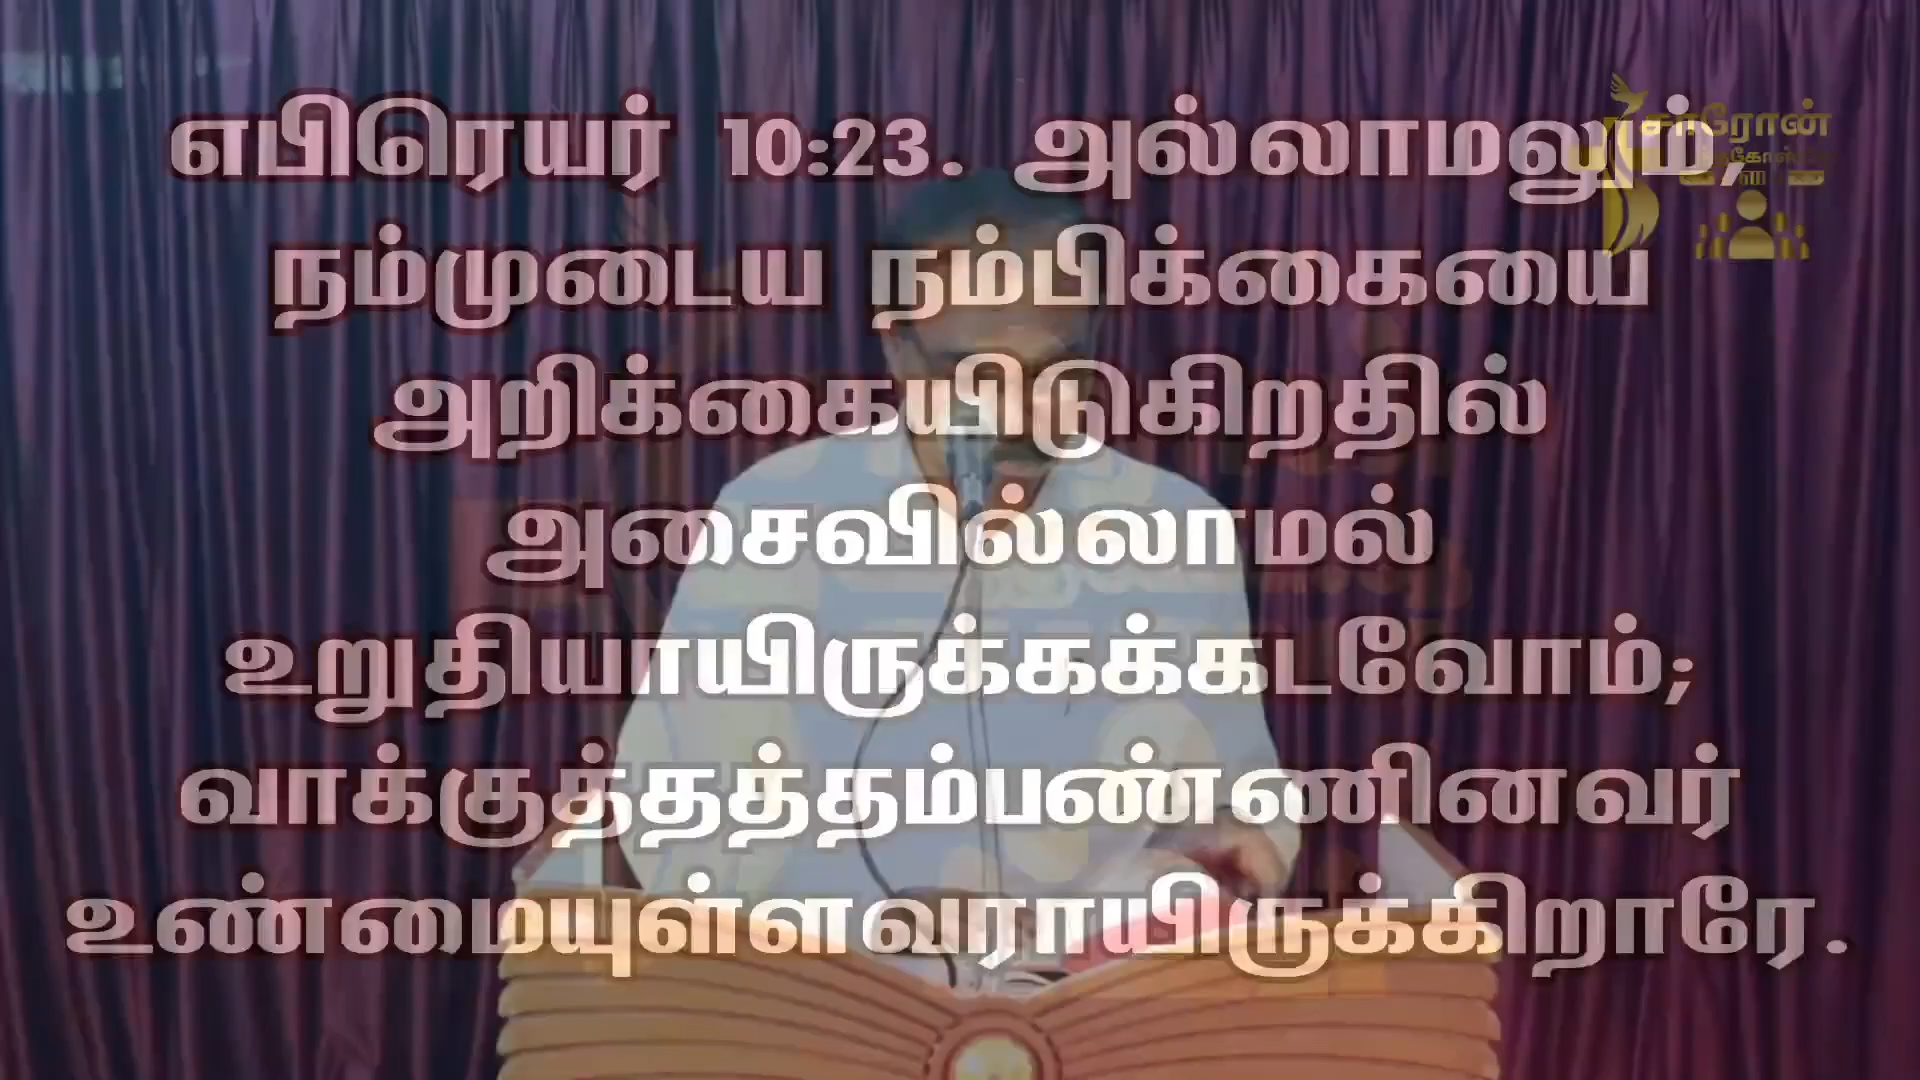 எபிரெயர் 10:23. அல்லாமலும்,
நம்முடைய நம்பிக்கையை
அறிக்கையிடுகிறதில்
அசைவில்லாமல்
உறுதியாயிருக்கக்கடவோம்;
வாக்குத்தத்தம்பண்ணினவர்
உண்மையுள்ளவராயிருக்கிறாரே.
சாரோன்